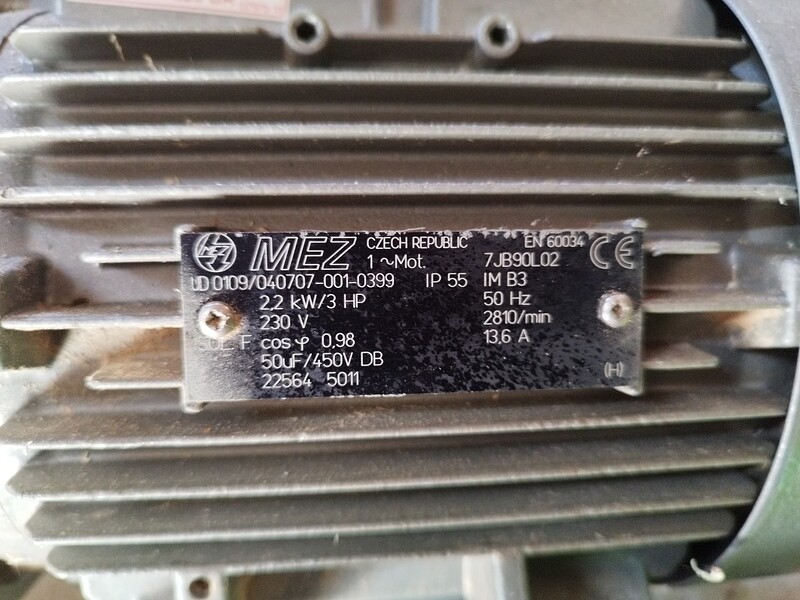 MEZ CZECH REPUBLIC EN 60034 CE
1 ~Mot. 7JB90L02
UD 0109/040707-001-0399 IP 55 IM B3
2,2 kW/3 HP 50 Hz
230 V 2810/min
F cos φ 0,98 13,6 A
50uF/450V DB
22564 5011 (H)